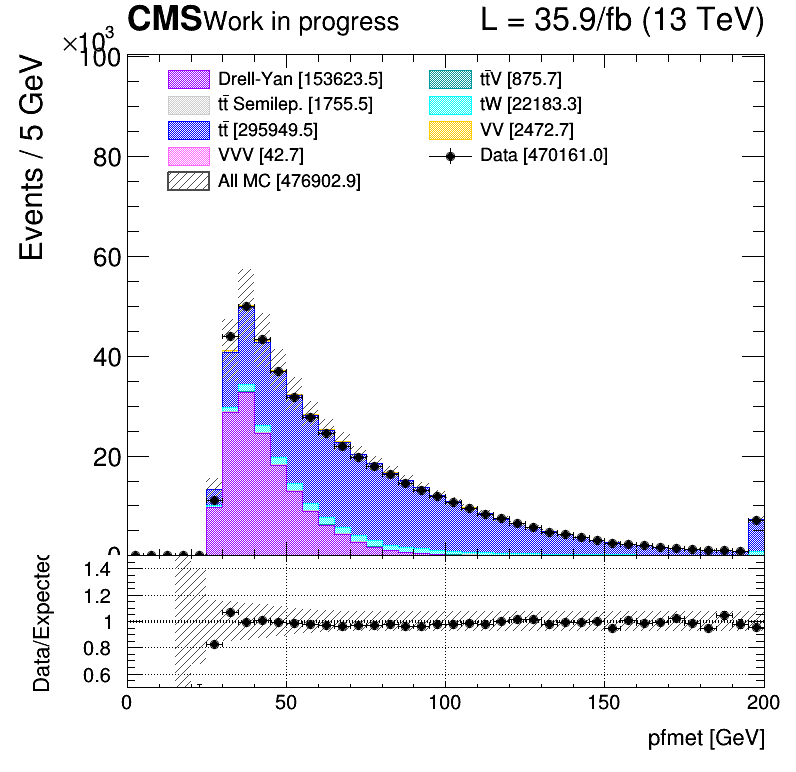 CMS Work in progress L = 35.9/fb (13 TeV)
×10³
Events / 5 GeV
100
80
60
40
20
0
Drell-Yan [153623.5]
tt̄ Semilep. [1755.5]
tt̄ [295949.5]
VVV [42.7]
All MC [476902.9]
tt̄V [875.7]
tW [22183.3]
VV [2472.7]
Data [470161.0]
Data/Expected
1.4
1.2
1
0.8
0.6
0 50 100 150 200
pfmet [GeV]